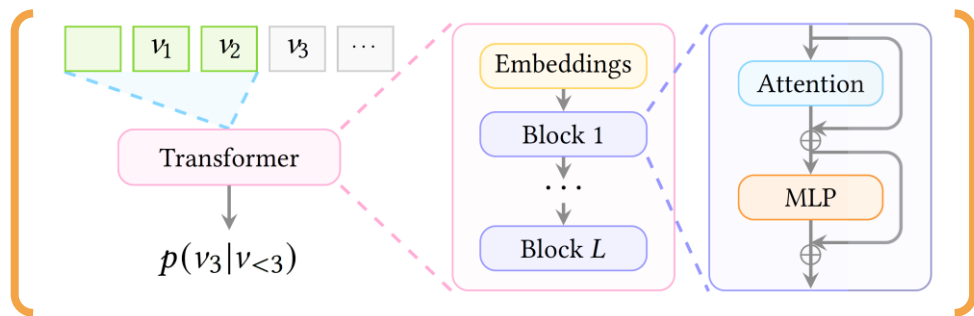 v₁ v₂ v₃ ⋯
Transformer
p(v₃|v<₃)
Embeddings
Block 1
⋯
Block L
Attention
⊕
MLP
⊕